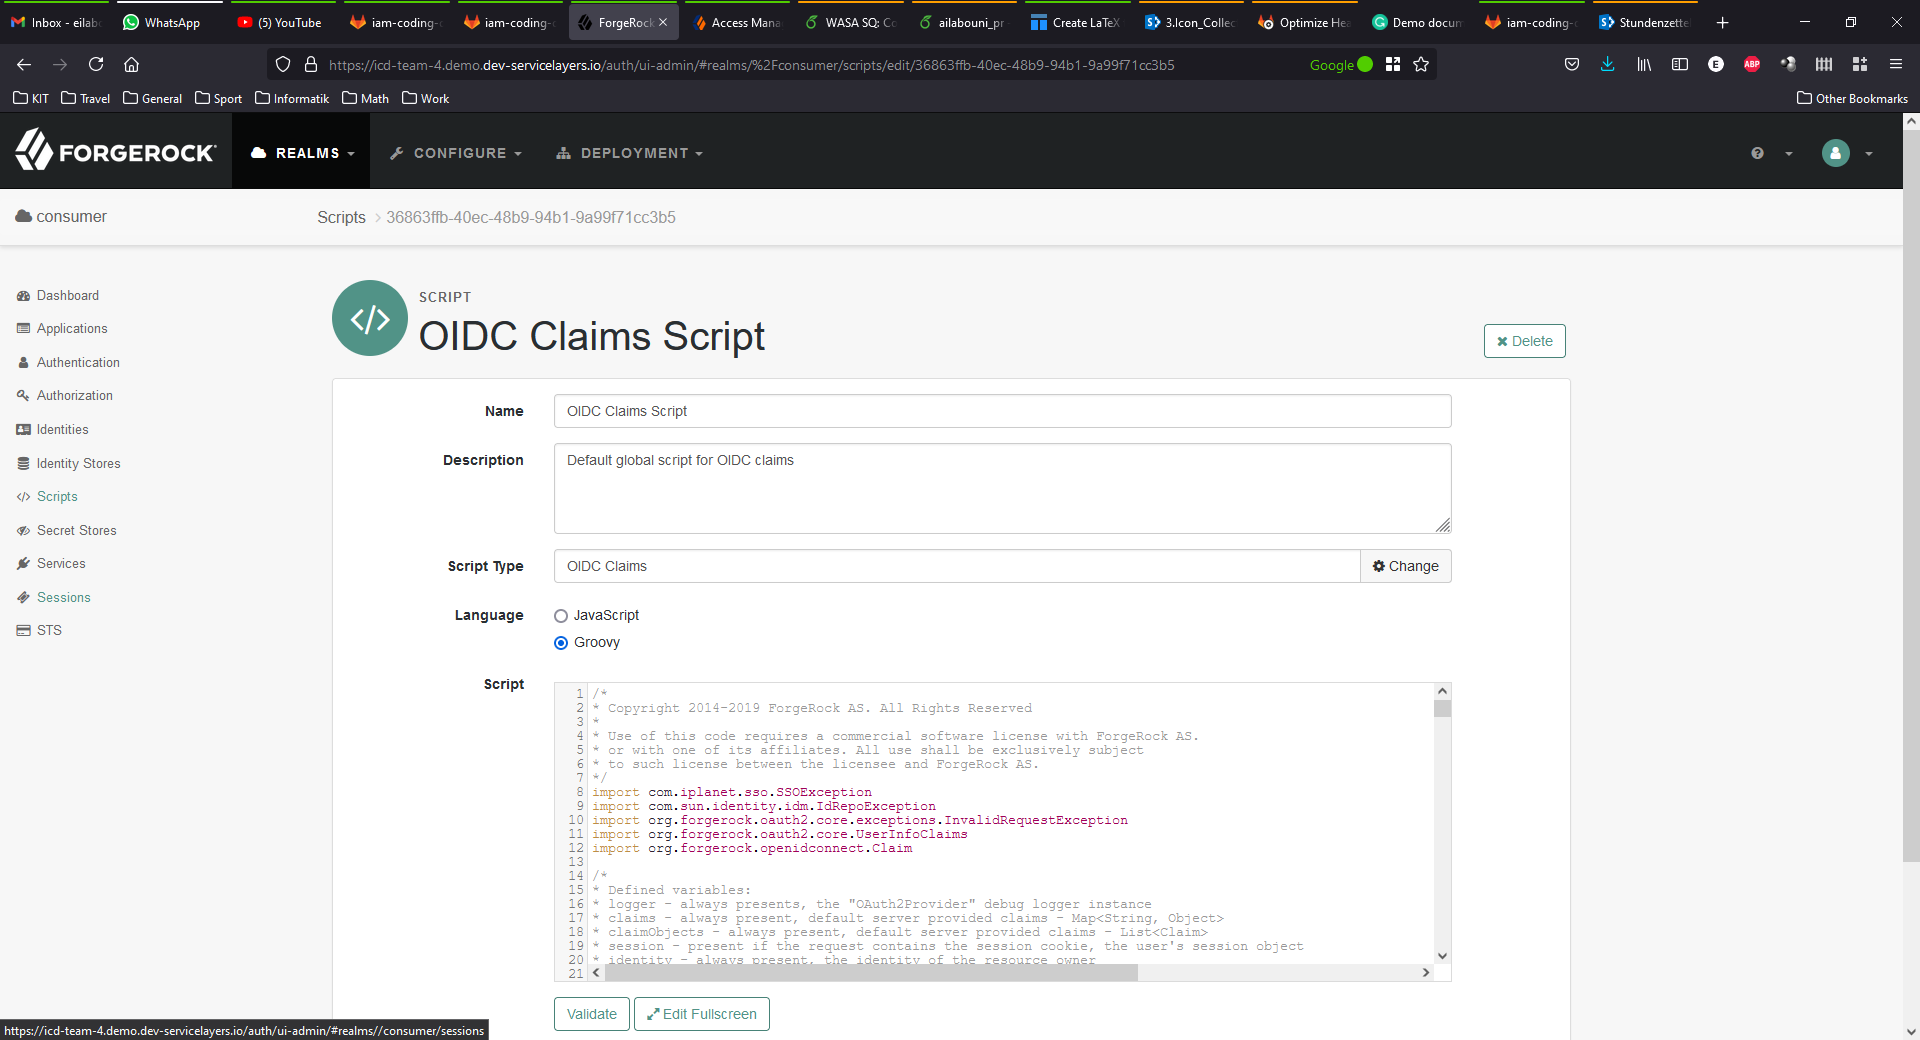 Inbox - eilab
WhatsApp
(5) YouTube
iam-coding-
iam-coding-
ForgeRock
Access Mana
WASA SQ: Co
ailabouni_pr
Create LaTeX
3.Icon_Collec
Optimize Hea
Demo docum
iam-coding-
Stundenzette
https://icd-team-4.demo.dev-servicelayers.io/auth/ui-admin/#realms/%2Fconsumer/scripts/edit/36863ffb-40ec-48b9-94b1-9a99f71cc3b5
Google
E
ABP
KIT
Travel
General
Sport
Informatik
Math
Work
Other Bookmarks
FORGEROCK
REALMS
CONFIGURE
DEPLOYMENT
consumer
Scripts > 36863ffb-40ec-48b9-94b1-9a99f71cc3b5
Dashboard
Applications
Authentication
Authorization
Identities
Identity Stores
Scripts
Secret Stores
Services
Sessions
STS
SCRIPT
</> OIDC Claims Script
Delete
Name
OIDC Claims Script
Description
Default global script for OIDC claims
Script Type
OIDC Claims
Change
Language
JavaScript
Groovy
Script
1 /*
2 * Copyright 2014-2019 ForgeRock AS. All Rights Reserved
3 *
4 * Use of this code requires a commercial software license with ForgeRock AS.
5 * or with one of its affiliates. All use shall be exclusively subject
6 * to such license between the licensee and ForgeRock AS.
7 */
8 import com.iplanet.sso.SSOException
9 import com.sun.identity.idm.IdRepoException
10 import org.forgerock.oauth2.core.exceptions.InvalidRequestException
11 import org.forgerock.oauth2.core.UserInfoClaims
12 import org.forgerock.openidconnect.Claim
13
14 /*
15 * Defined variables:
16 * logger - always presents, the "OAuth2Provider" debug logger instance
17 * claims - always present, default server provided claims - Map<String, Object>
18 * claimObjects - always present, default server provided claims - List<Claim>
19 * session - present if the request contains the session cookie, the user's session object
20 * identity - always present, the identity of the resource owner
21
Validate
Edit Fullscreen
https://icd-team-4.demo.dev-servicelayers.io/auth/ui-admin/#realms//consumer/sessions